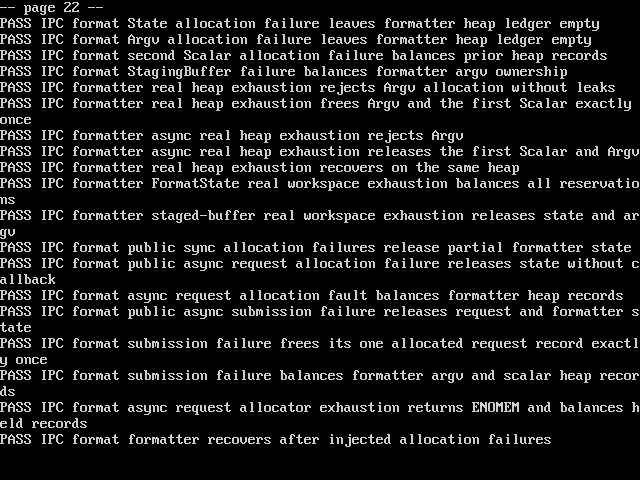 -- page 22 --
PASS IPC format State allocation failure leaves formatter heap ledger empty
PASS IPC format Argv allocation failure leaves formatter heap ledger empty
PASS IPC format second Scalar allocation failure balances prior heap records
PASS IPC format StagingBuffer failure balances formatter argv ownership
PASS IPC formatter real heap exhaustion rejects Argv allocation without leaks
PASS IPC formatter real heap exhaustion frees Argv and the first Scalar exactly
once
PASS IPC formatter async real heap exhaustion rejects Argv
PASS IPC formatter async real heap exhaustion releases the first Scalar and Argv
PASS IPC formatter real heap exhaustion recovers on the same heap
PASS IPC formatter FormatState real workspace exhaustion balances all reservatio
ns
PASS IPC formatter staged-buffer real workspace exhaustion releases state and ar
gv
PASS IPC format public sync allocation failures release partial formatter state
PASS IPC format public async request allocation failure releases state without c
allback
PASS IPC format async request allocation fault balances formatter heap records
PASS IPC format public async submission failure releases request and formatter s
tate
PASS IPC format submission failure frees its one allocated request record exactl
y once
PASS IPC format submission failure balances formatter argv and scalar heap recor
ds
PASS IPC format async request allocator exhaustion returns ENOMEM and balances h
eld records
PASS IPC format formatter recovers after injected allocation failures